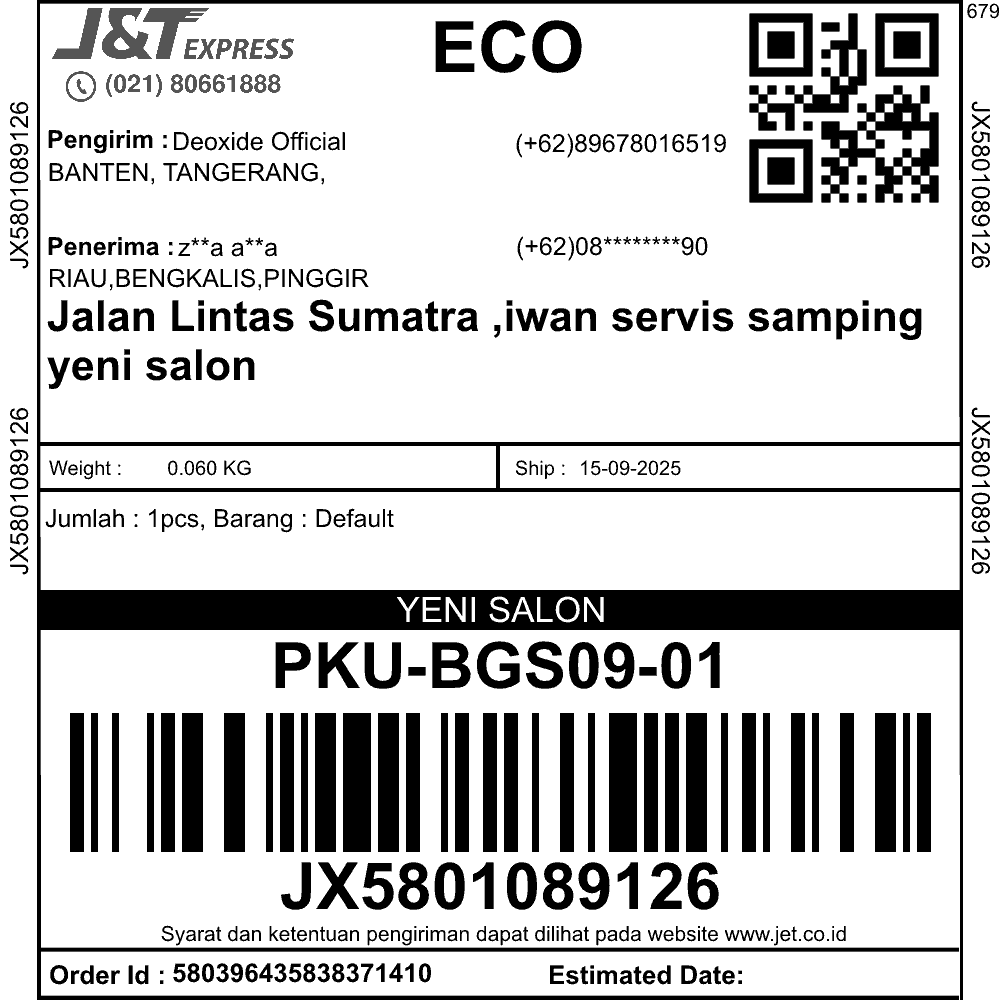 679
J&T EXPRESS
(021) 80661888
ECO
Pengirim : Deoxide Official (+62)89678016519
BANTEN, TANGERANG,
Penerima : z**a a**a (+62)08********90
RIAU,BENGKALIS,PINGGIR
Jalan Lintas Sumatra ,iwan servis samping
yeni salon
JX5801089126
JX5801089126
JX5801089126
JX5801089126
Weight : 0.060 KG Ship : 15-09-2025
Jumlah : 1pcs, Barang : Default
YENI SALON
PKU-BGS09-01
JX5801089126
Syarat dan ketentuan pengiriman dapat dilihat pada website www.jet.co.id
Order Id : 580396435838371410 Estimated Date: